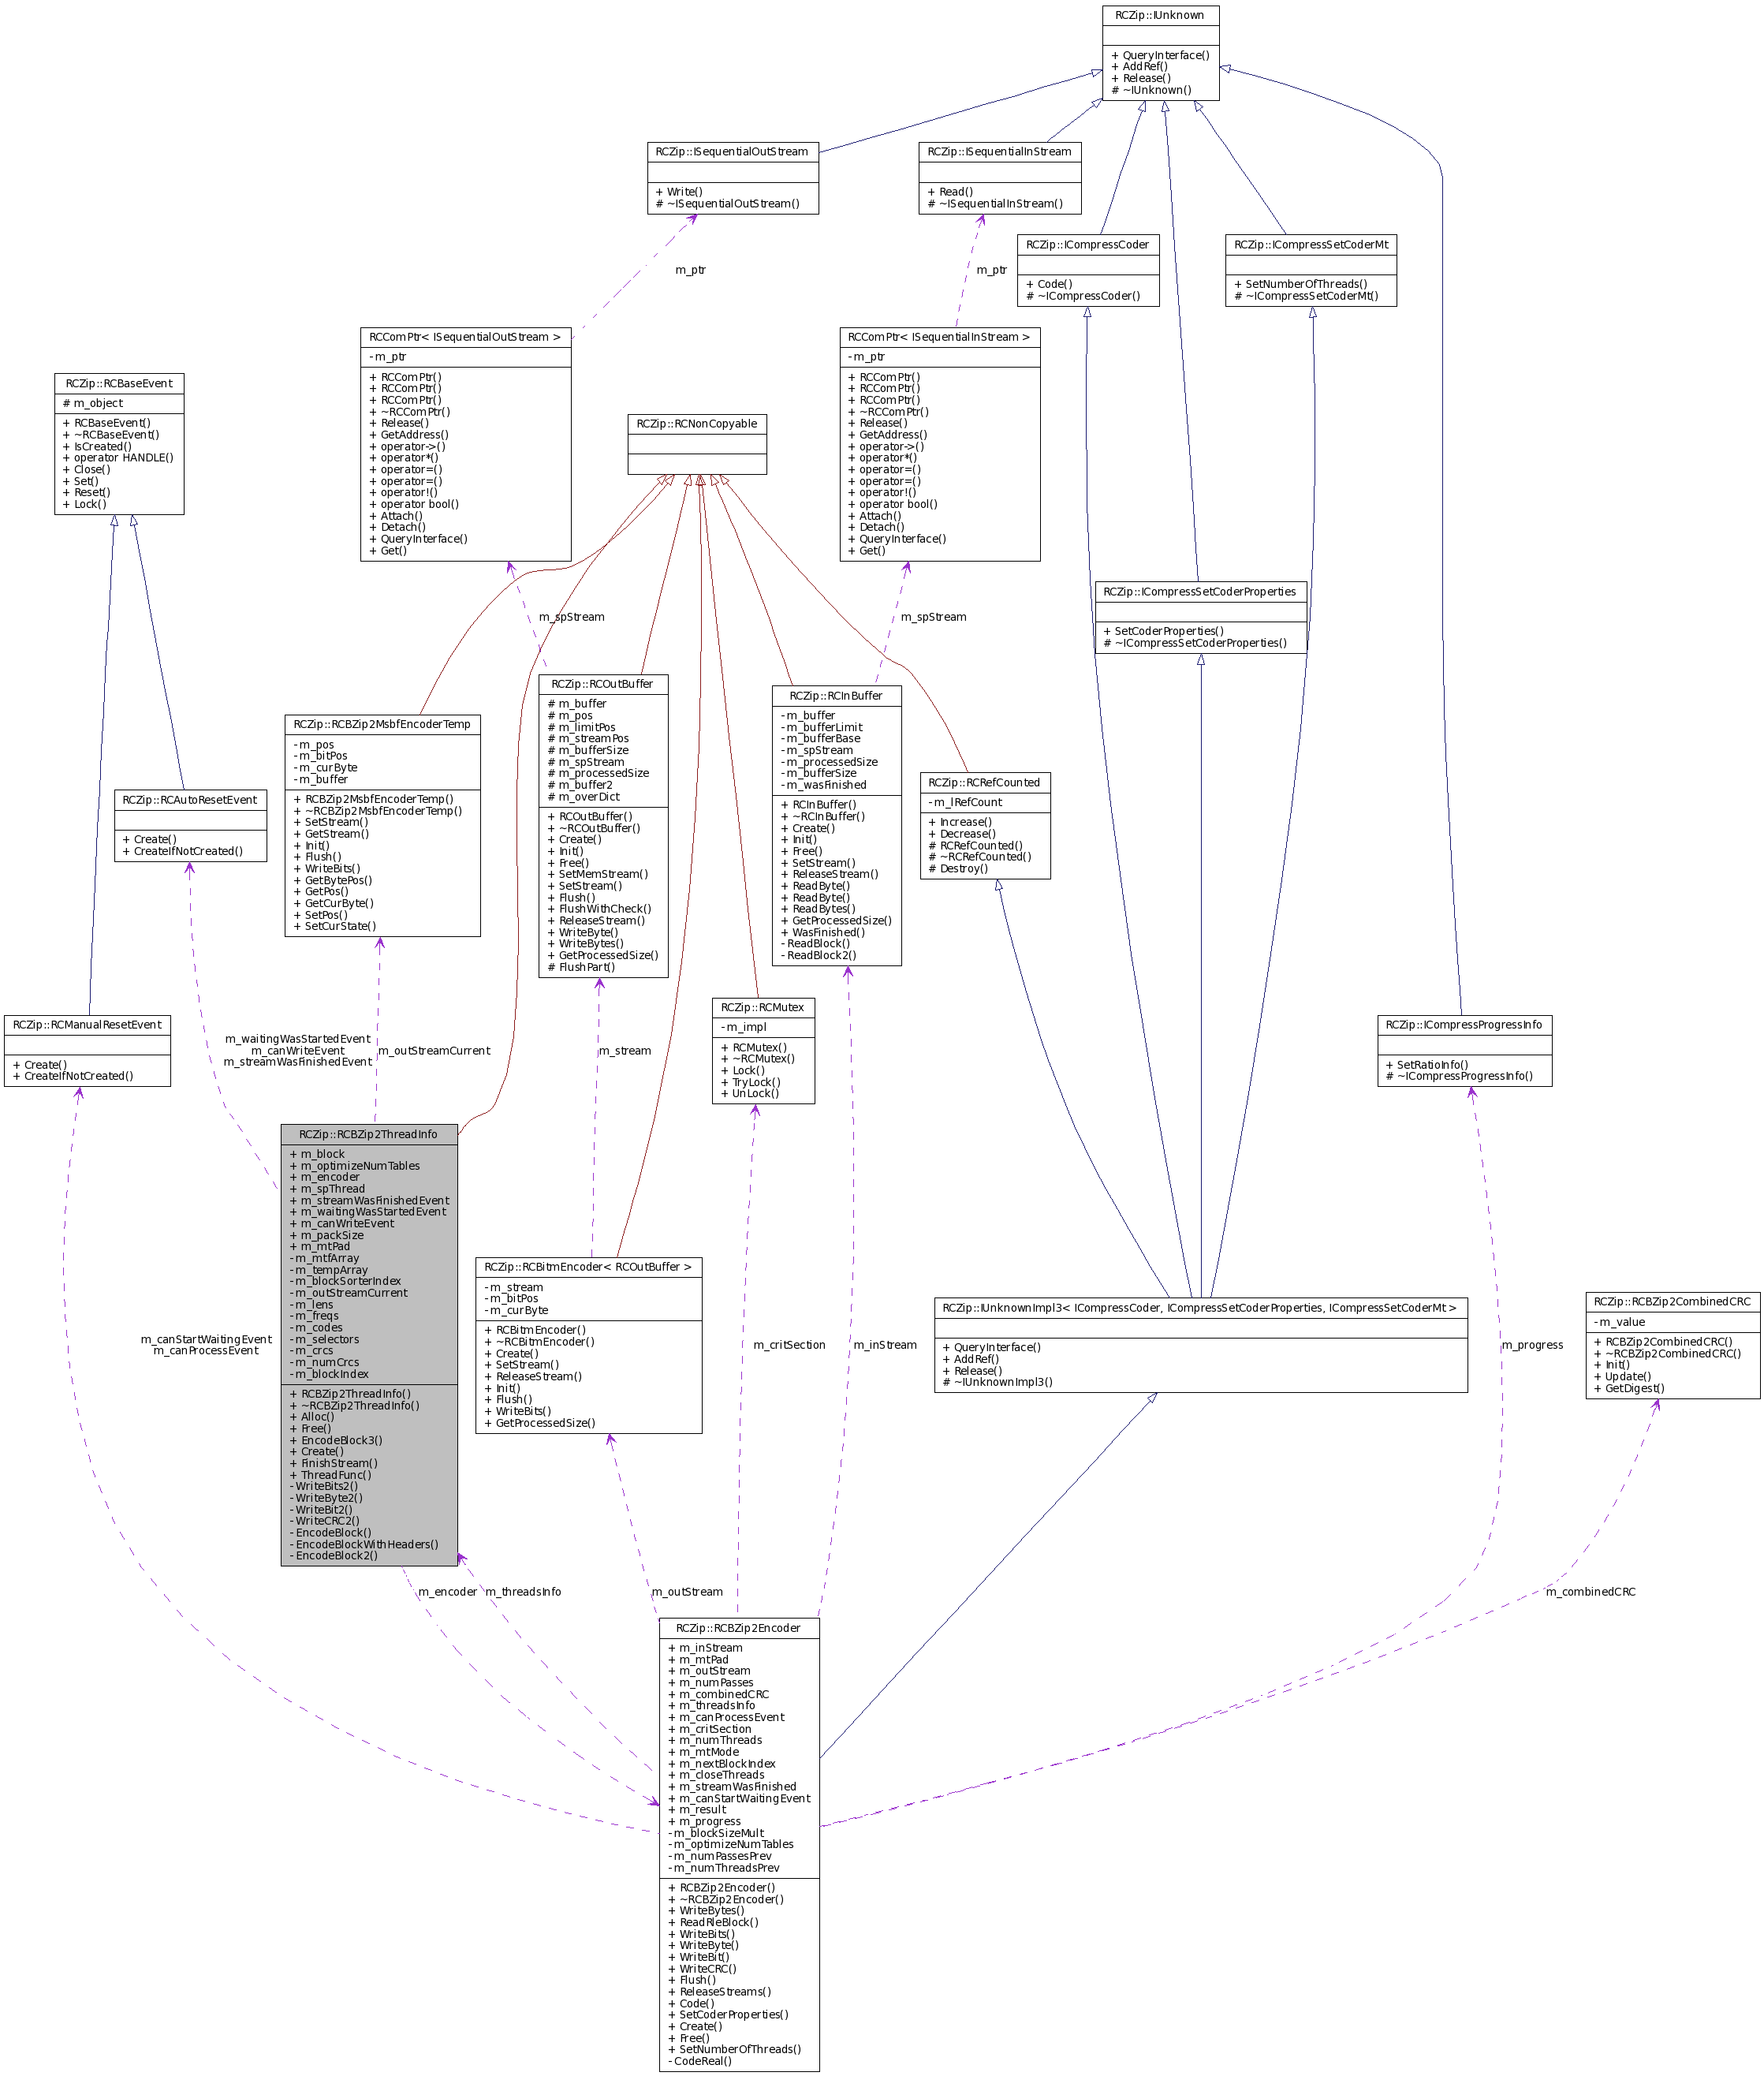 RCZip::IUnknown
+ QueryInterface()
+ AddRef()
+ Release()
# ~IUnknown()
RCZip::ISequentialOutStream
+ Write()
# ~ISequentialOutStream()
RCZip::ISequentialInStream
+ Read()
# ~ISequentialInStream()
RCZip::ICompressCoder
+ Code()
# ~ICompressCoder()
RCZip::ICompressSetCoderMt
+ SetNumberOfThreads()
# ~ICompressSetCoderMt()
m_ptr
m_ptr
RCComPtr< ISequentialOutStream >
- m_ptr
+ RCComPtr()
+ RCComPtr()
+ RCComPtr()
+ ~RCComPtr()
+ Release()
+ GetAddress()
+ operator->()
+ operator*()
+ operator=()
+ operator=()
+ operator!()
+ operator bool()
+ Attach()
+ Detach()
+ QueryInterface()
+ Get()
RCComPtr< ISequentialInStream >
- m_ptr
+ RCComPtr()
+ RCComPtr()
+ RCComPtr()
+ ~RCComPtr()
+ Release()
+ GetAddress()
+ operator->()
+ operator*()
+ operator=()
+ operator=()
+ operator!()
+ operator bool()
+ Attach()
+ Detach()
+ QueryInterface()
+ Get()
RCZip::RCBaseEvent
# m_object
+ RCBaseEvent()
+ ~RCBaseEvent()
+ IsCreated()
+ operator HANDLE()
+ Close()
+ Set()
+ Reset()
+ Lock()
RCZip::RCNonCopyable
m_spStream
m_spStream
RCZip::ICompressSetCoderProperties
+ SetCoderProperties()
# ~ICompressSetCoderProperties()
RCZip::RCBZip2MsbfEncoderTemp
- m_pos
- m_bitPos
- m_curByte
- m_buffer
+ RCBZip2MsbfEncoderTemp()
+ ~RCBZip2MsbfEncoderTemp()
+ SetStream()
+ GetStream()
+ Init()
+ Flush()
+ WriteBits()
+ GetBytePos()
+ GetPos()
+ GetCurByte()
+ SetPos()
+ SetCurState()
RCZip::RCOutBuffer
# m_buffer
# m_pos
# m_limitPos
# m_streamPos
# m_bufferSize
# m_spStream
# m_processedSize
# m_buffer2
# m_overDict
+ RCOutBuffer()
+ ~RCOutBuffer()
+ Create()
+ Init()
+ Free()
+ SetMemStream()
+ SetStream()
+ Flush()
+ FlushWithCheck()
+ ReleaseStream()
+ WriteByte()
+ WriteBytes()
+ GetProcessedSize()
# FlushPart()
RCZip::RCInBuffer
- m_buffer
- m_bufferLimit
- m_bufferBase
- m_spStream
- m_processedSize
- m_bufferSize
- m_wasFinished
+ RCInBuffer()
+ ~RCInBuffer()
+ Create()
+ Init()
+ Free()
+ SetStream()
+ ReleaseStream()
+ ReadByte()
+ ReadByte()
+ ReadBytes()
+ GetProcessedSize()
+ WasFinished()
- ReadBlock()
- ReadBlock2()
RCZip::RCRefCounted
- m_lRefCount
+ Increase()
+ Decrease()
# RCRefCounted()
# ~RCRefCounted()
# Destroy()
RCZip::RCAutoResetEvent
+ Create()
+ CreateIfNotCreated()
RCZip::RCManualResetEvent
+ Create()
+ CreateIfNotCreated()
m_waitingWasStartedEvent
m_canWriteEvent
m_streamWasFinishedEvent
m_outStreamCurrent
m_stream
RCZip::RCMutex
- m_impl
+ RCMutex()
+ ~RCMutex()
+ Lock()
+ TryLock()
+ UnLock()
RCZip::ICompressProgressInfo
+ SetRatioInfo()
# ~ICompressProgressInfo()
RCZip::RCBZip2ThreadInfo
+ m_block
+ m_optimizeNumTables
+ m_encoder
+ m_spThread
+ m_streamWasFinishedEvent
+ m_waitingWasStartedEvent
+ m_canWriteEvent
+ m_packSize
+ m_mtPad
- m_mtfArray
- m_tempArray
- m_blockSorterIndex
- m_outStreamCurrent
- m_lens
- m_freqs
- m_codes
- m_selectors
- m_crcs
- m_numCrcs
- m_blockIndex
+ RCBZip2ThreadInfo()
+ ~RCBZip2ThreadInfo()
+ Alloc()
+ Free()
+ EncodeBlock3()
+ Create()
+ FinishStream()
+ ThreadFunc()
- WriteBits2()
- WriteByte2()
- WriteBit2()
- WriteCRC2()
- EncodeBlock()
- EncodeBlockWithHeaders()
- EncodeBlock2()
RCZip::RCBitmEncoder< RCOutBuffer >
- m_stream
- m_bitPos
- m_curByte
+ RCBitmEncoder()
+ ~RCBitmEncoder()
+ Create()
+ SetStream()
+ ReleaseStream()
+ Init()
+ Flush()
+ WriteBits()
+ GetProcessedSize()
m_canStartWaitingEvent
m_canProcessEvent
m_critSection
m_inStream
RCZip::IUnknownImpl3< ICompressCoder, ICompressSetCoderProperties, ICompressSetCoderMt >
+ QueryInterface()
+ AddRef()
+ Release()
# ~IUnknownImpl3()
m_progress
RCZip::RCBZip2CombinedCRC
- m_value
+ RCBZip2CombinedCRC()
+ ~RCBZip2CombinedCRC()
+ Init()
+ Update()
+ GetDigest()
m_encoder
m_threadsInfo
m_outStream
m_combinedCRC
RCZip::RCBZip2Encoder
+ m_inStream
+ m_mtPad
+ m_outStream
+ m_numPasses
+ m_combinedCRC
+ m_threadsInfo
+ m_canProcessEvent
+ m_critSection
+ m_numThreads
+ m_mtMode
+ m_nextBlockIndex
+ m_closeThreads
+ m_streamWasFinished
+ m_canStartWaitingEvent
+ m_result
+ m_progress
- m_blockSizeMult
- m_optimizeNumTables
- m_numPassesPrev
- m_numThreadsPrev
+ RCBZip2Encoder()
+ ~RCBZip2Encoder()
+ WriteBytes()
+ ReadRleBlock()
+ WriteBits()
+ WriteByte()
+ WriteBit()
+ WriteCRC()
+ Flush()
+ ReleaseStreams()
+ Code()
+ SetCoderProperties()
+ Create()
+ Free()
+ SetNumberOfThreads()
- CodeReal()